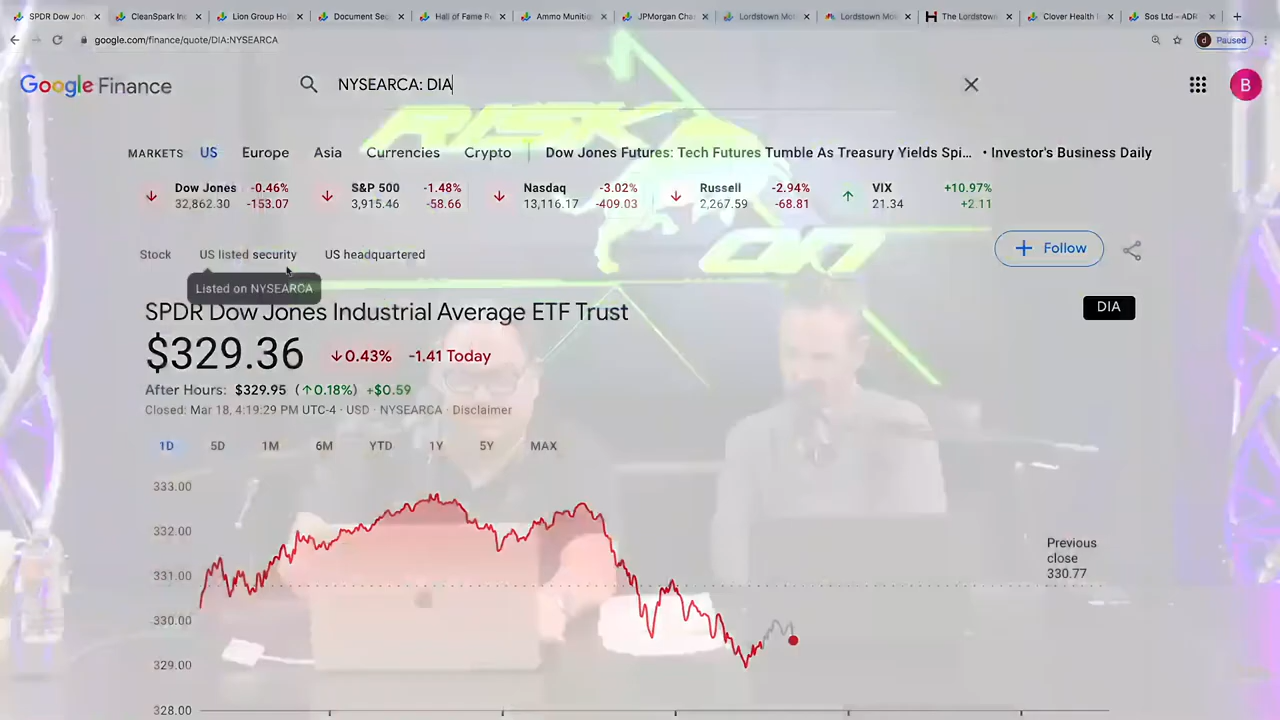 SPDR DOW Jon
CleanSpark In
Lion Group Ho
Document Sec
Hall of Fame R
Ammo Munitio
JPMorgan Cha
Lordstown Mot
Lordstown Mo
The Lordstown
Clover Health I
Sos Ltd - ADR
google.com/finance/quote/DIA:NYSEARCA
d Paused
Google Finance
NYSEARCA: DIA
B
RISK
ON
MARKETS US Europe Asia Currencies Crypto Dow Jones Futures: Tech Futures Tumble As Treasury Yields Spi... • Investor's Business Daily
Dow Jones -0.46% S&P 500 -1.48% Nasdaq -3.02% Russell -2.94% VIX +10.97%
32,862.30 -153.07 3,915.46 -58.66 13,116.17 -409.03 2,267.59 -68.81 21.34 +2.11
Stock US listed security US headquartered
+ Follow
Listed on NYSEARCA
SPDR Dow Jones Industrial Average ETF Trust
DIA
$329.36 ↓0.43% -1.41 Today
After Hours: $329.95 (↑0.18%) +$0.59
Closed: Mar 18, 4:19:29 PM UTC-4 · USD · NYSEARCA · Disclaimer
1D 5D 1M 6M YTD 1Y 5Y MAX
333.00
332.00
331.00
330.00
329.00
328.00
Previous
close
330.77